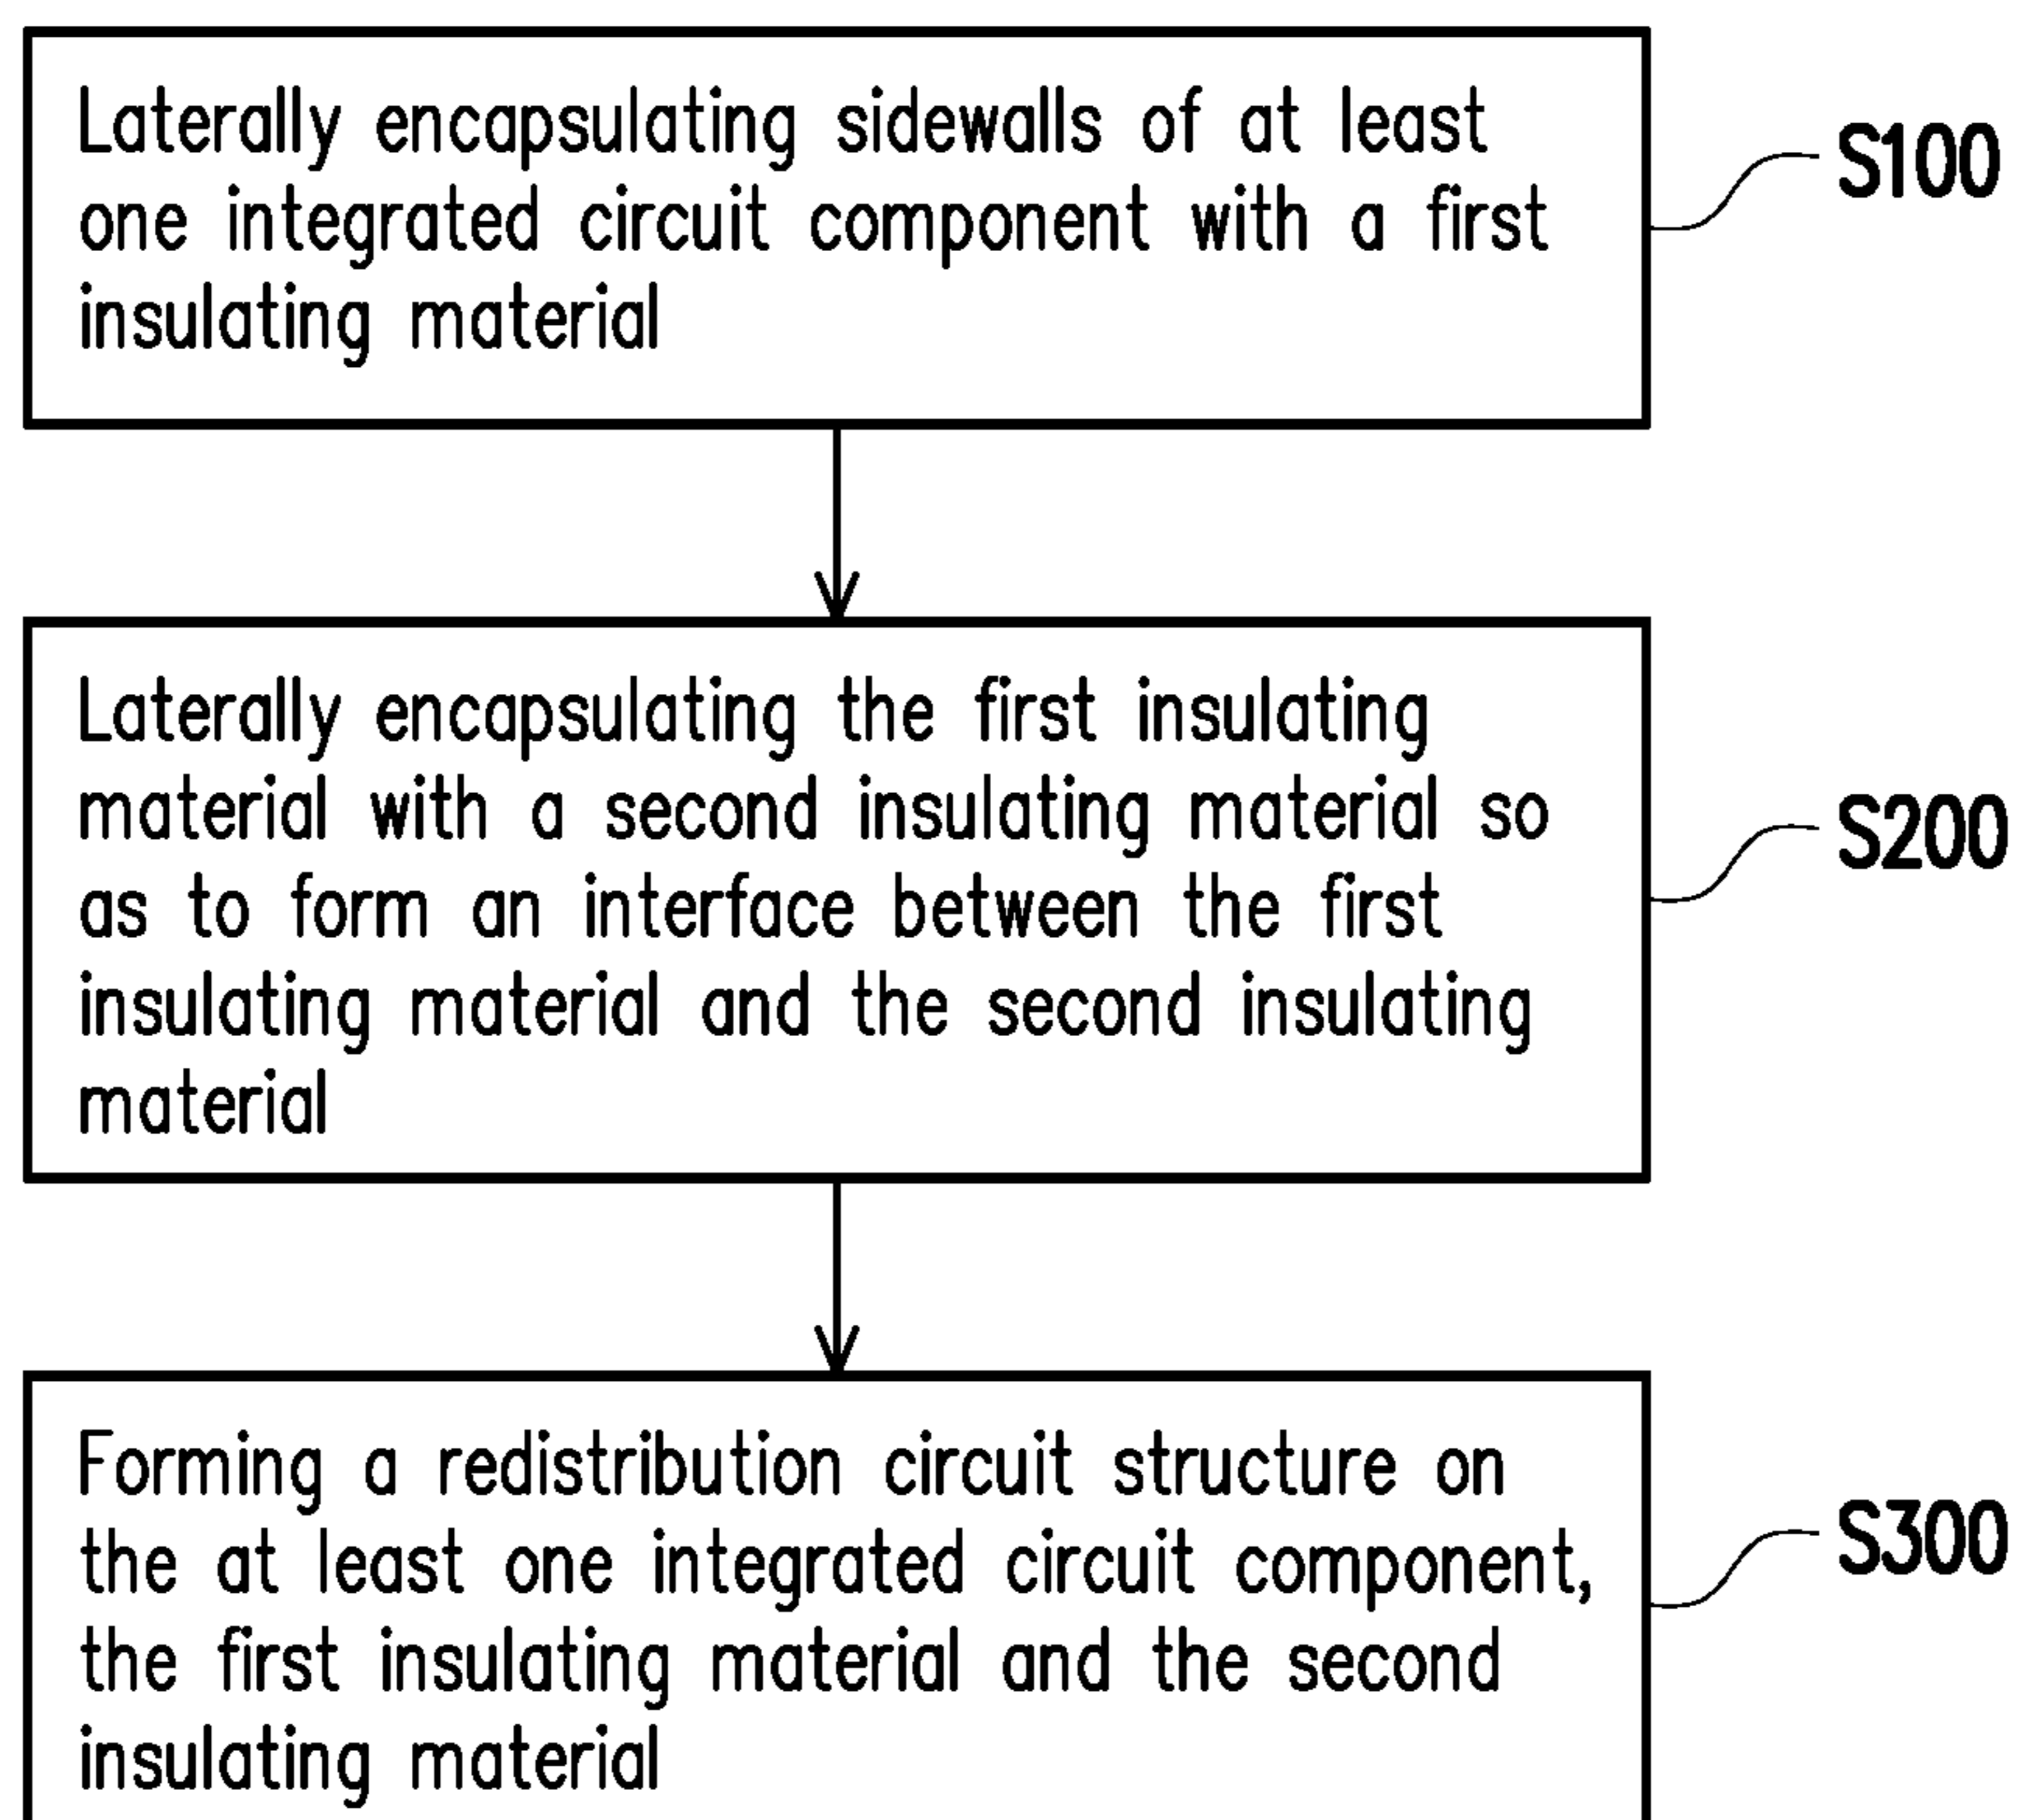 Laterally encapsulating sidewalls of at least
one integrated circuit component with a first
insulating material
S100
Laterally encapsulating the first insulating
material with a second insulating material so
as to form an interface between the first
insulating material and the second insulating
material
S200
Forming a redistribution circuit structure on
the at least one integrated circuit component,
the first insulating material and the second
insulating material
S300